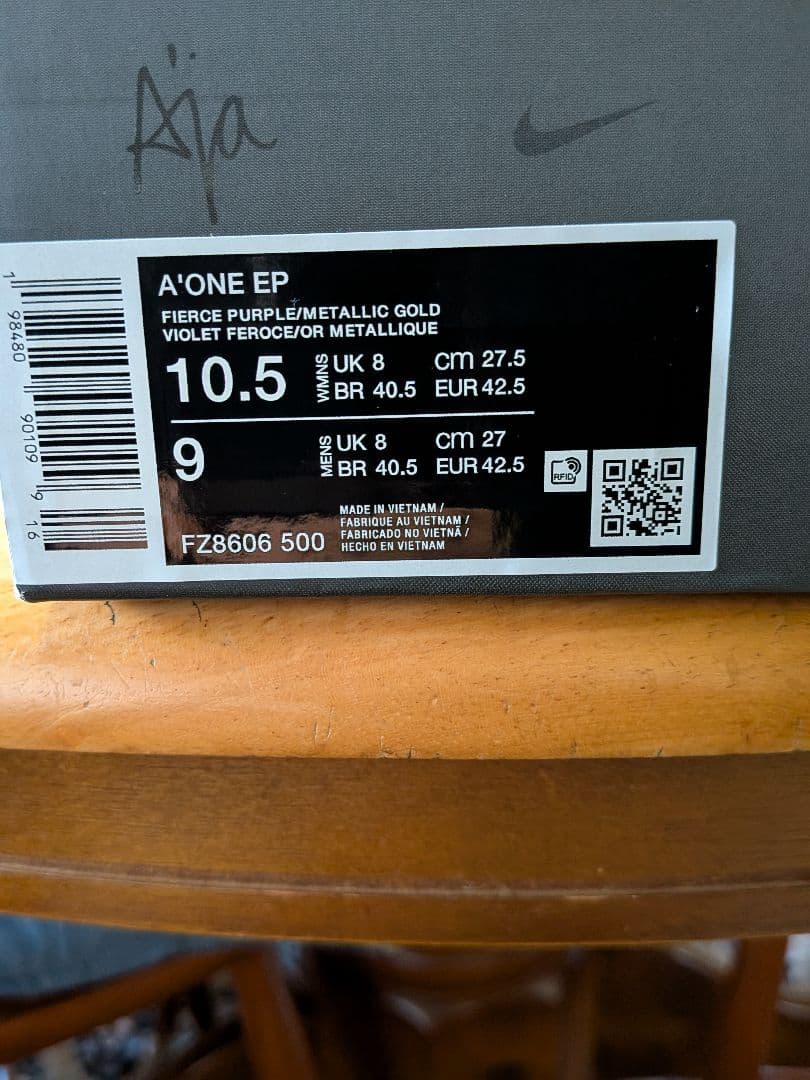 A'ja
A'ONE EP
FIERCE PURPLE/METALLIC GOLD
VIOLET FEROCE/OR METALLIQUE
10.5 WMNS UK 8 cm 27.5
BR 40.5 EUR 42.5
9 MENS UK 8 cm 27
BR 40.5 EUR 42.5
RFID
FZ8606 500
MADE IN VIETNAM /
FABRIQUE AU VIETNAM /
FABRICADO NO VIETNÃ /
HECHO EN VIETNAM
1 98480 90109 9 16